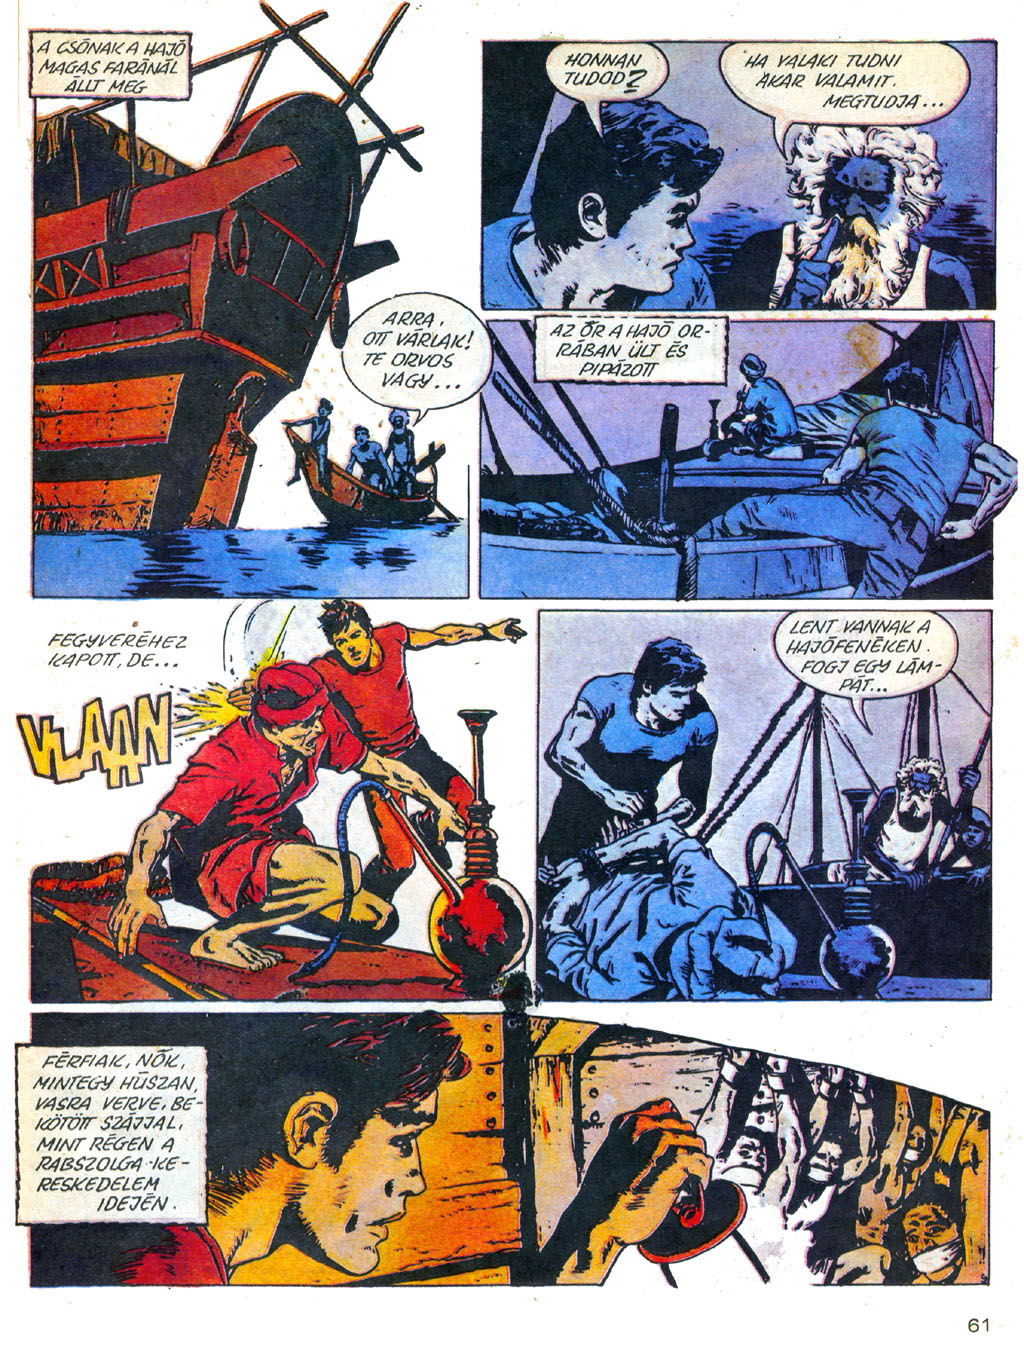 A CSÓNAK A HAJÓ
MAGAS FARÁNÁL
ÁLLT MEG
ARRA,
OTT VÁRLAK!
TE ORVOS
VAGY...
HONNAN
TUDOD?
HA VALAKI TUDNI
AKAR VALAMIT.
MEGTUDJA...
AZ ŐR A HAJÓ OR-
RÁBAN ÜLT ÉS
PIPÁZOTT
FEGYVERÉHEZ
KAPOTT, DE...
VLAAN
LENT VANNAK A
HAJÓFENÉKEN.
FOGJ EGY LÁM-
PÁT...
FÉRFIAK, NŐK,
MINTEGY HÚSZAN,
VASRA VERVE, BE-
KÖTÖTT SZÁJJAL,
MINT RÉGEN A
RABSZOLGA-KE-
RESKEDELEM
IDEJÉN.
61